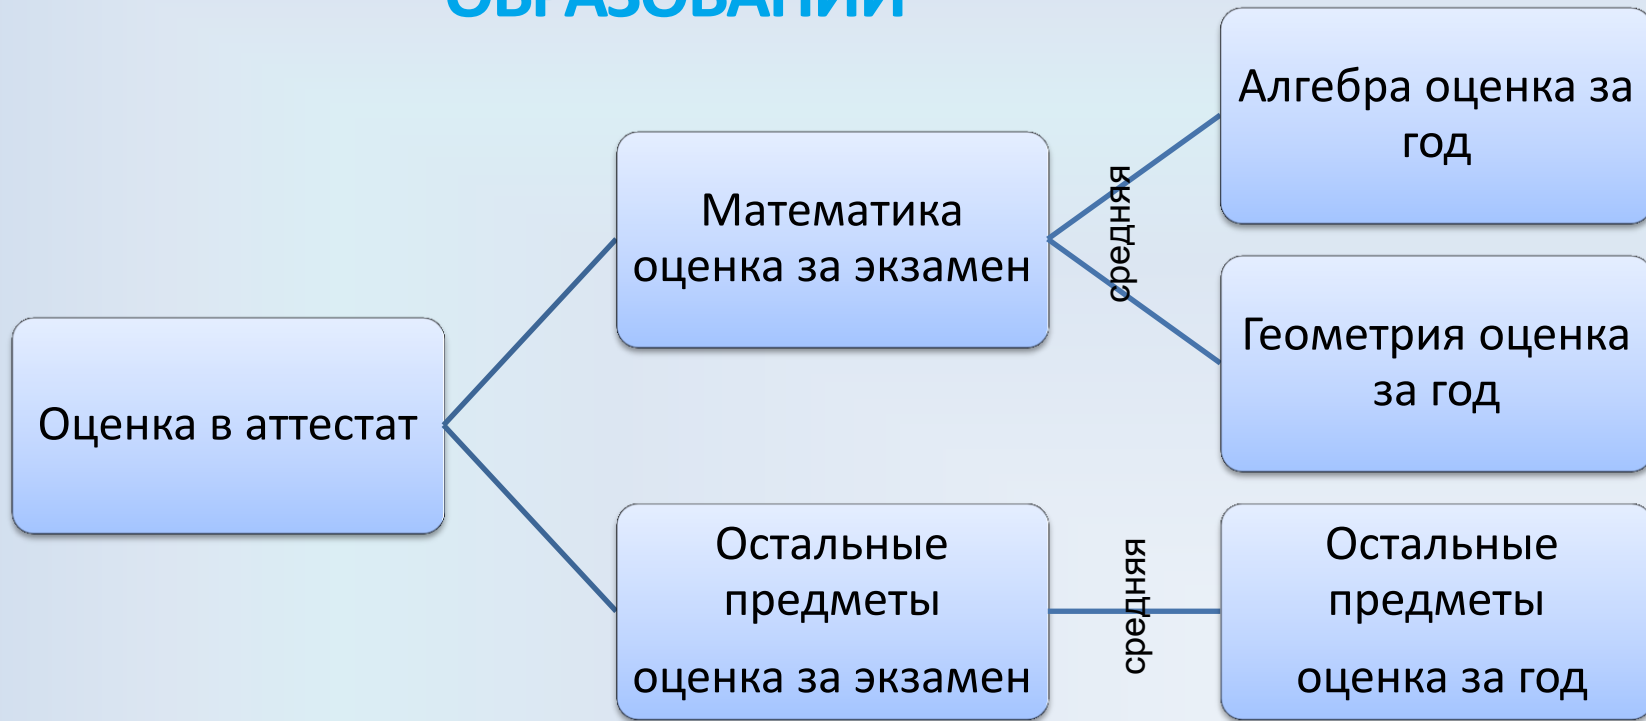 ОБРАЗОВАНИИ
Оценка в аттестат
Математика
оценка за экзамен
средняя
Алгебра оценка за
год
Геометрия оценка
за год
Остальные
предметы
оценка за экзамен
средняя
Остальные
предметы
оценка за год